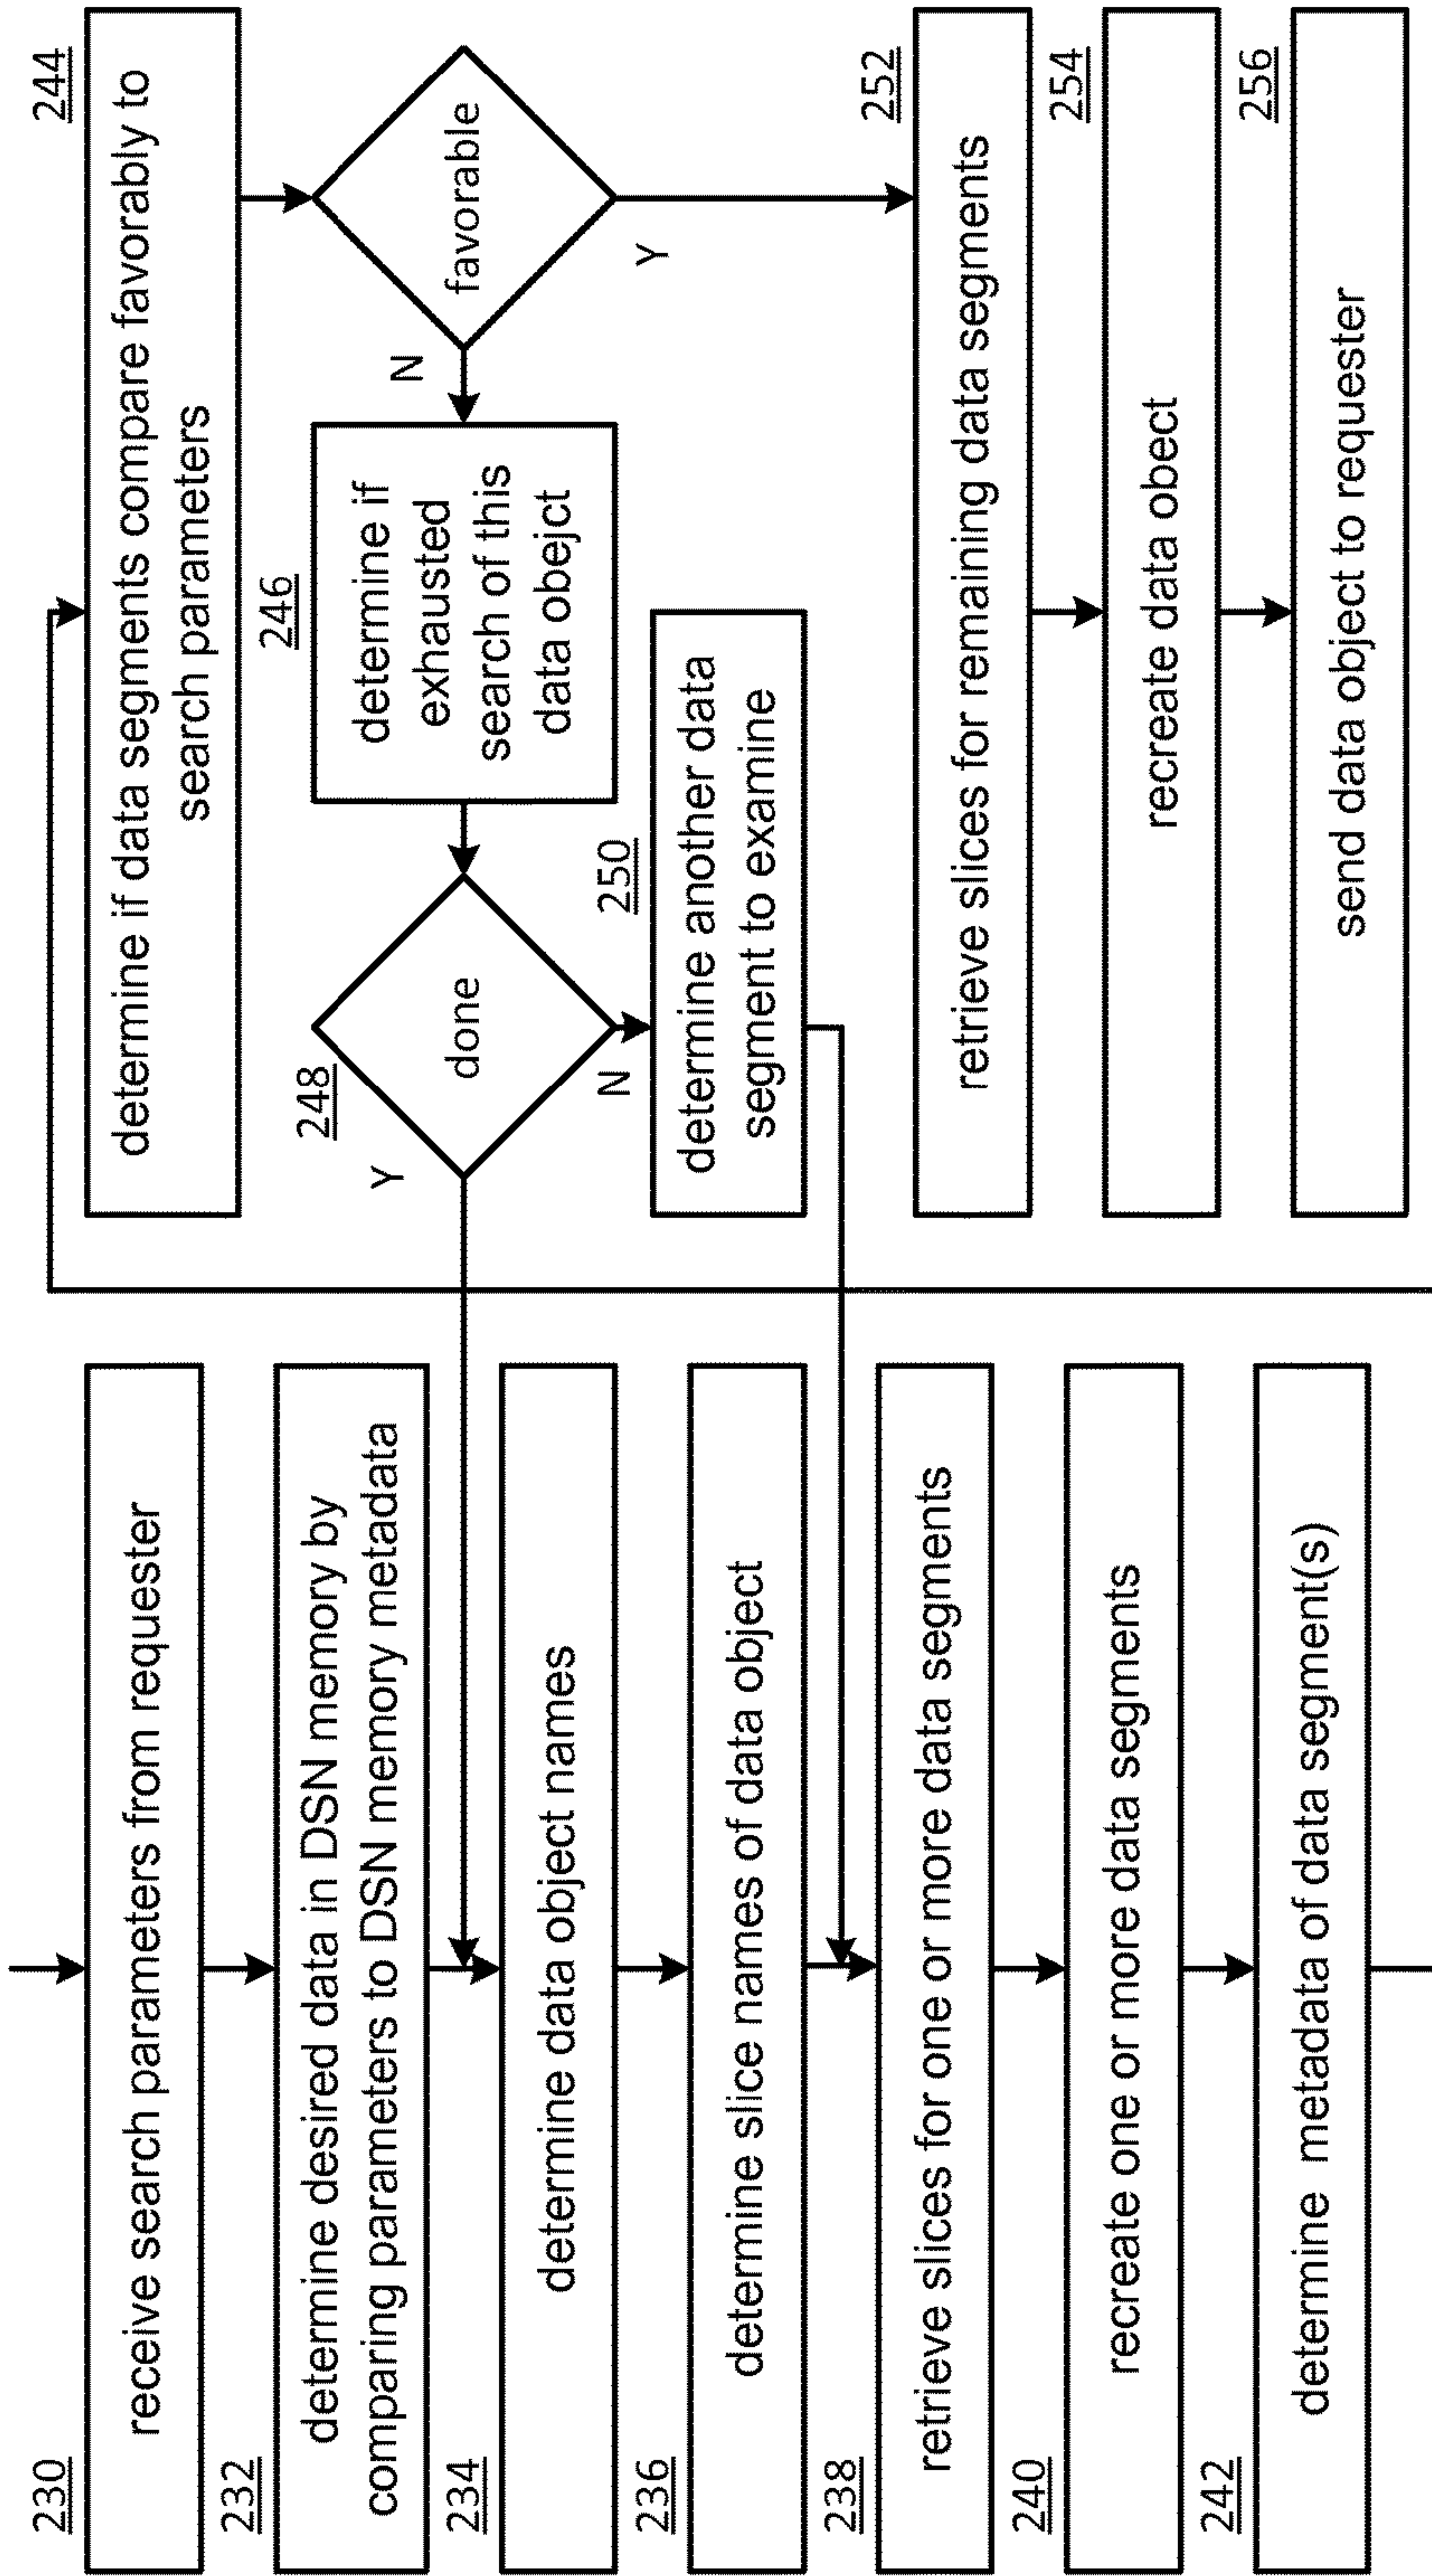 230
receive search parameters from requester
232
determine desired data in DSN memory by
comparing parameters to DSN memory metadata
234
determine data object names
236
determine slice names of data object
238
retrieve slices for one or more data segments
240
recreate one or more data segments
242
determine metadata of data segment(s)
244
determine if data segments compare favorably to
search parameters
favorable
N
Y
246
determine if
exhausted
search of this
data obejct
248
done
Y
N
250
determine another data
segment to examine
252
retrieve slices for remaining data segments
254
recreate data obect
256
send data object to requester